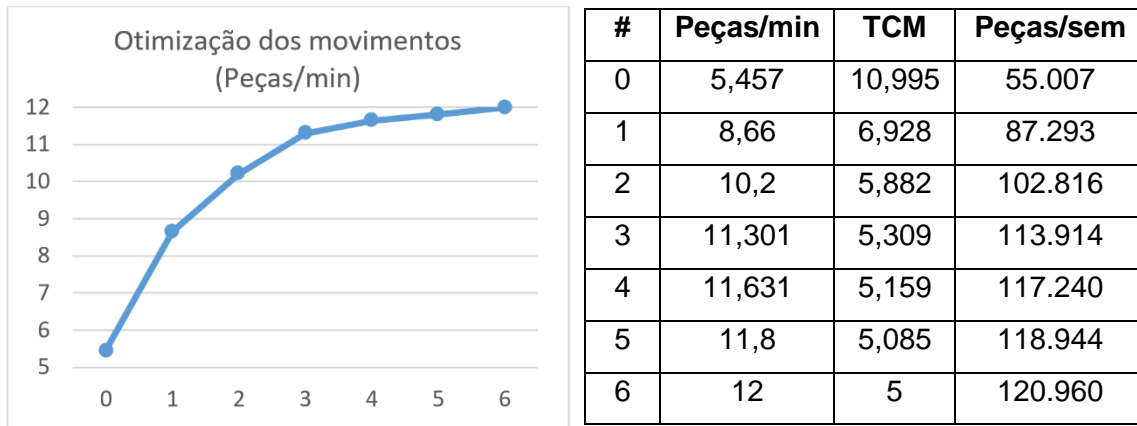 Otimização dos movimentos
(Peças/min)
12
11
10
9
8
7
6
5
0 1 2 3 4 5 6
# Peças/min TCM Peças/sem
0 5,457 10,995 55.007
1 8,66 6,928 87.293
2 10,2 5,882 102.816
3 11,301 5,309 113.914
4 11,631 5,159 117.240
5 11,8 5,085 118.944
6 12 5 120.960